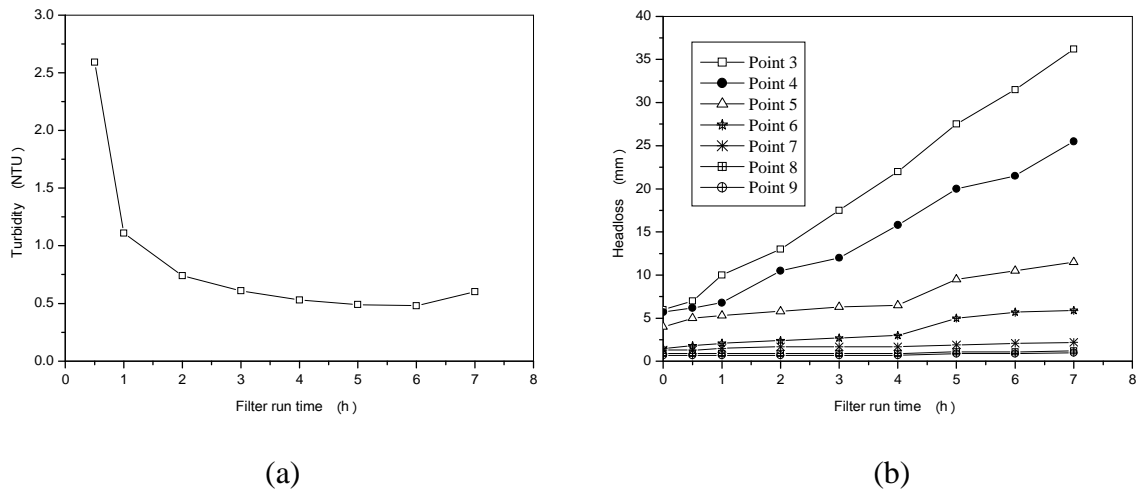 3.0
2.5
2.0
1.5
1.0
0.5
0.0
Turbidity (NTU)
0 1 2 3 4 5 6 7 8
Filter run time (h)
(a)
40
35
30
25
20
15
10
5
0
Headloss (mm)
Point 3
Point 4
Point 5
Point 6
Point 7
Point 8
Point 9
0 1 2 3 4 5 6 7 8
Filter run time (h)
(b)